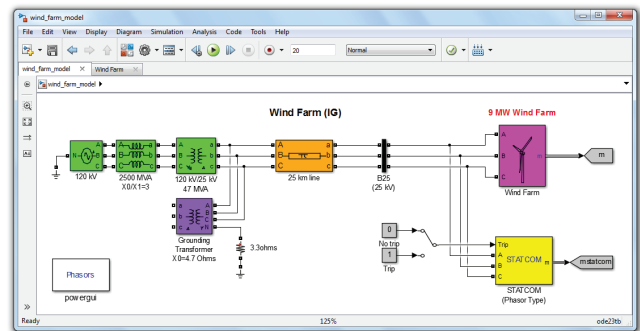 wind_farm_model
File Edit View Display Diagram Simulation Analysis Code Tools Help
20 Normal
wind_farm_model Wind Farm
wind_farm_model
Wind Farm (IG)
9 MW Wind Farm
N A B C
A B C a b c
A B C a b c
A B C a b c
A B C m
m
120 kV
2500 MVA
X0/X1=3
120 kV/25 kV
47 MVA
25 km line
B25
(25 kV)
Wind Farm
a b c A B C N
Grounding
Transformer
X0=4.7 Ohms
3.3ohms
0
No trip
1
Trip
Trip A B C STATCOM m
m statcom
STATCOM
(Phasor Type)
Phasors
powergui
Ready 125% ode23tb